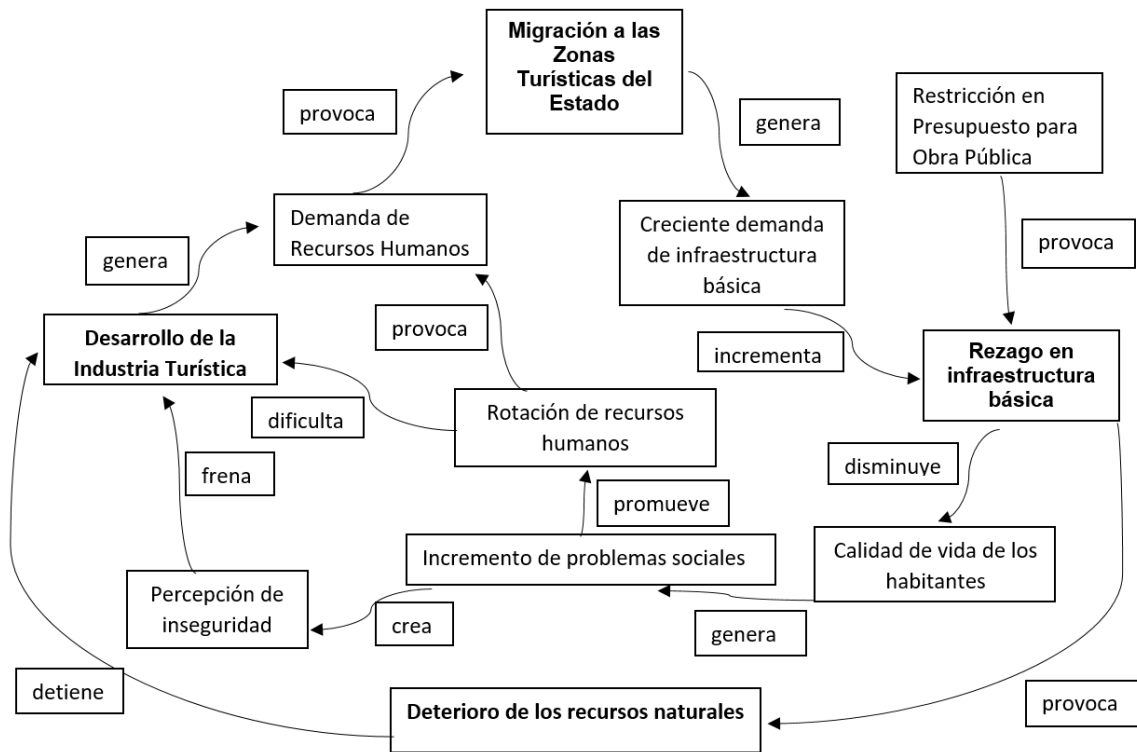 Migración a las
Zonas
Turísticas del
Estado
provoca
genera
Restricción en
Presupuesto para
Obra Pública
Demanda de
Recursos Humanos
Creciente demanda
de infraestructura
básica
provoca
genera
provoca
incrementa
Desarrollo de la
Industria Turística
Rezago en
infraestructura
básica
dificulta
Rotación de recursos
humanos
frena
disminuye
promueve
Incremento de problemas sociales
Calidad de vida de los
habitantes
Percepción de
inseguridad
crea
genera
detiene
Deterioro de los recursos naturales
provoca